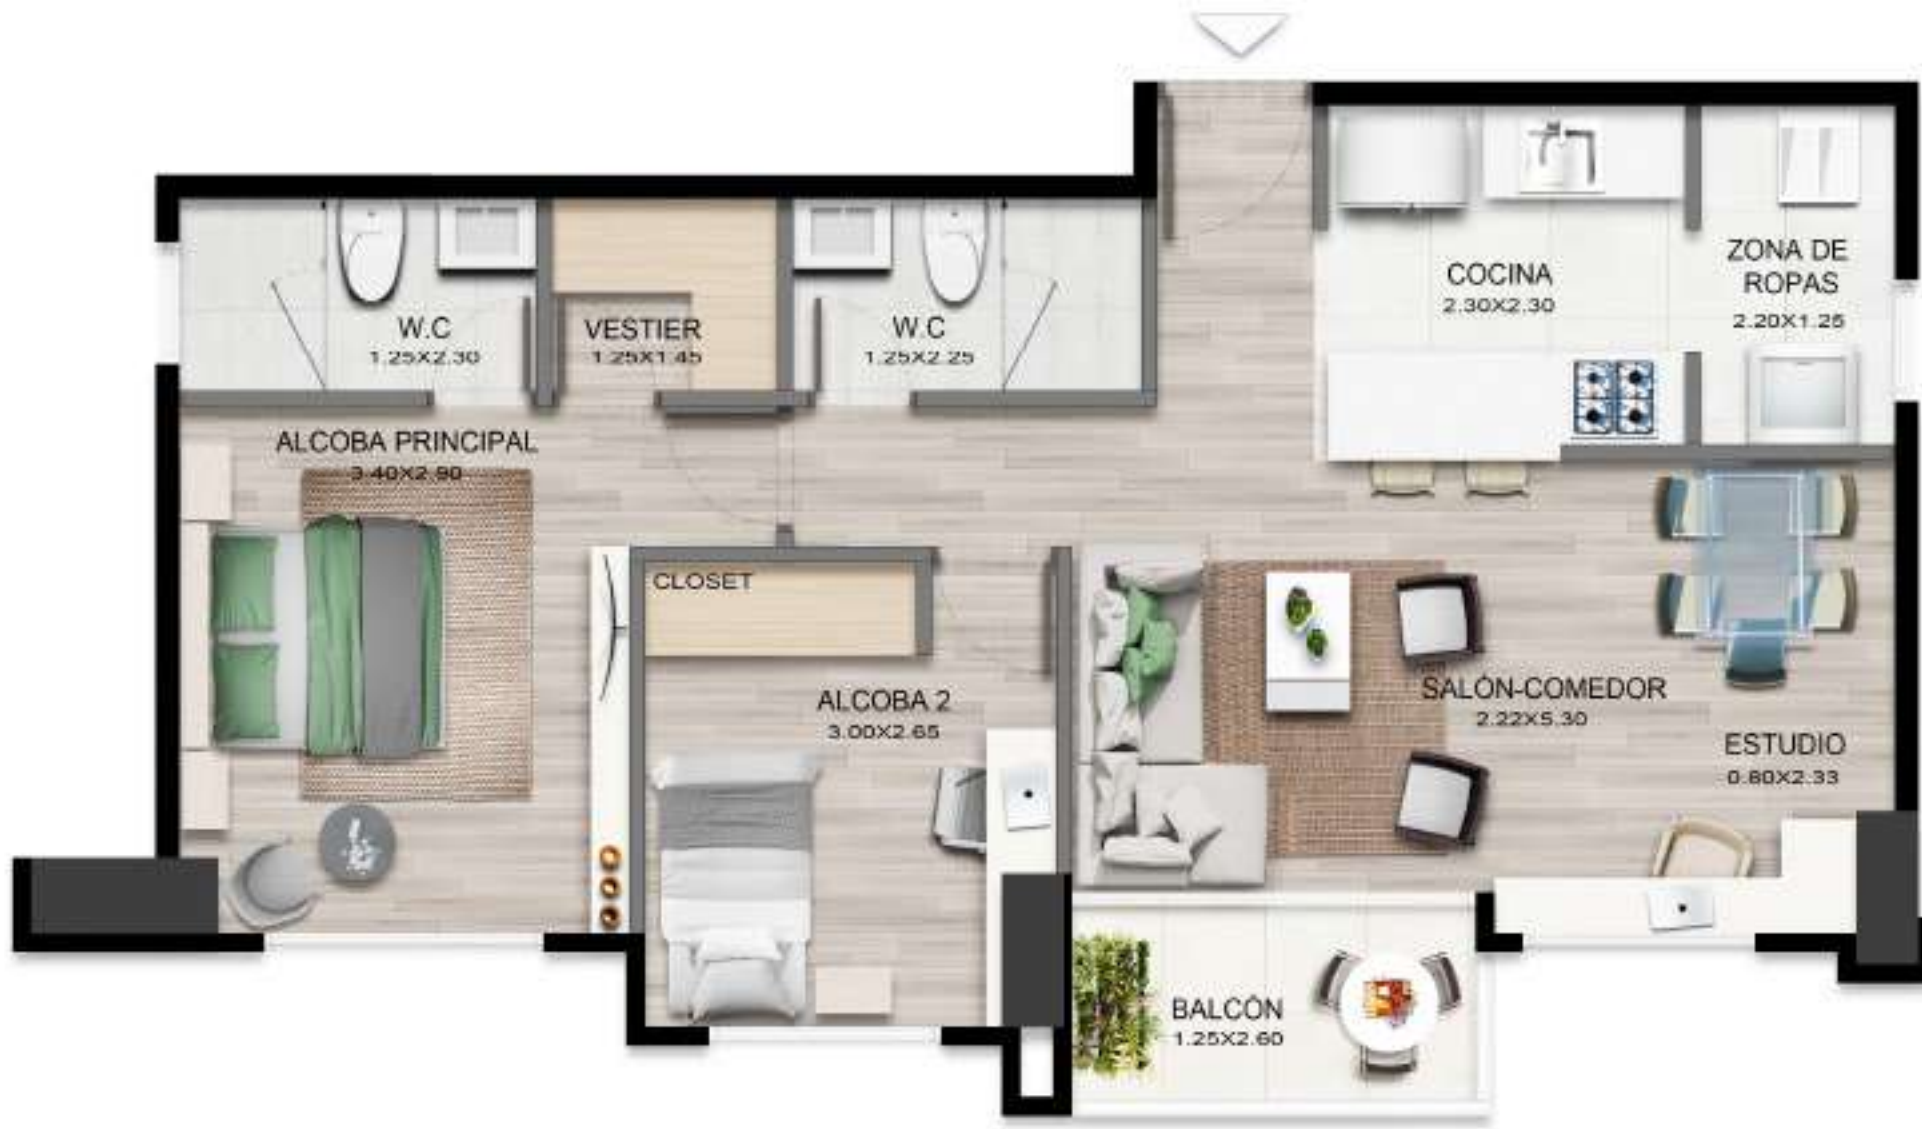 COCINA
2.30X2.30
ZONA DE
ROPAS
2.20X1.25
W.C
1.25X2.30
VESTIER
1.25X1.45
W.C
1.25X2.25
ALCOBA PRINCIPAL
3.40X2.90
CLOSET
ALCOBA 2
3.00X2.65
SALÓN-COMEDOR
2.22X5.30
ESTUDIO
0.80X2.33
BALCÓN
1.25X2.60